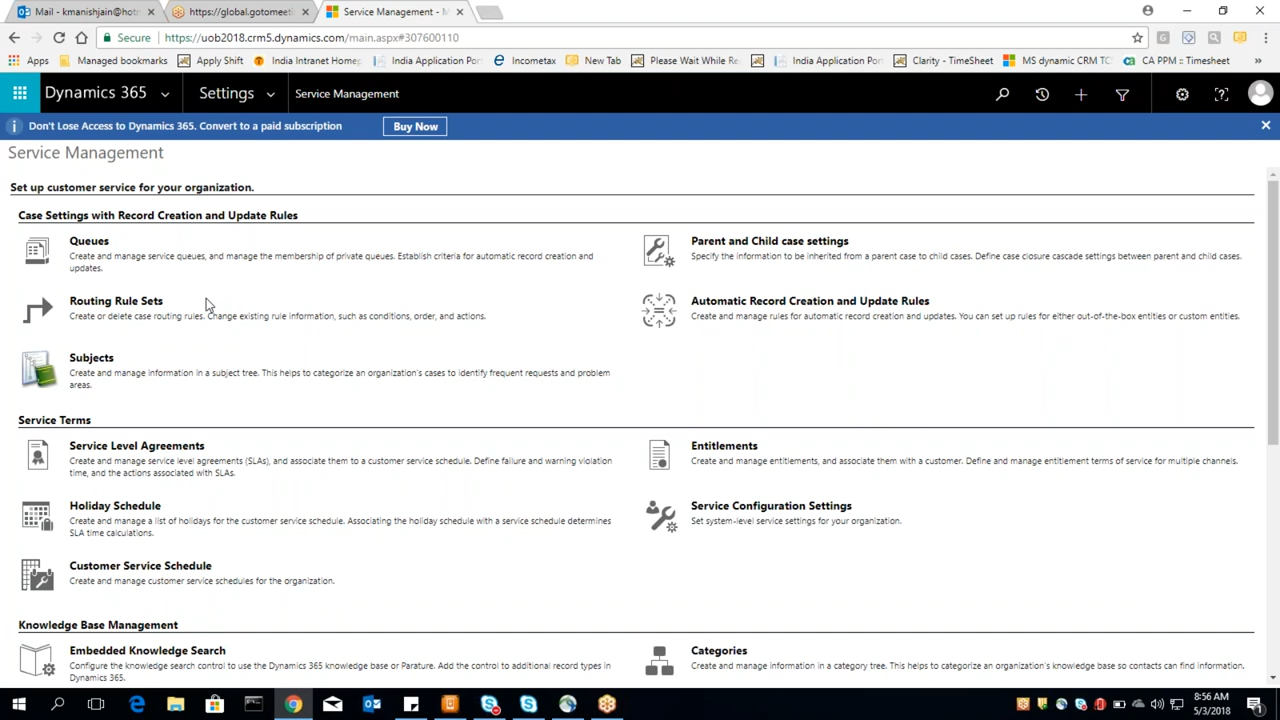 Mail - kmanishjain@hotm
https://global.gotomeeti
Service Management - M
Secure
https://uob2018.crm5.dynamics.com/main.aspx#307600110
Apps
Managed bookmarks
Apply Shift
India Intranet Home
India Application Por
Incometax
New Tab
Please Wait While Re
India Application Por
Clarity - TimeSheet
MS dynamic CRM TC
CA PPM :: Timesheet
Dynamics 365
Settings
Service Management
Don't Lose Access to Dynamics 365. Convert to a paid subscription
Buy Now
Service Management
Set up customer service for your organization.
Case Settings with Record Creation and Update Rules
Queues
Create and manage service queues, and manage the membership of private queues. Establish criteria for automatic record creation and
updates.
Parent and Child case settings
Specify the information to be inherited from a parent case to child cases. Define case closure cascade settings between parent and child cases.
Routing Rule Sets
Create or delete case routing rules. Change existing rule information, such as conditions, order, and actions.
Automatic Record Creation and Update Rules
Create and manage rules for automatic record creation and updates. You can set up rules for either out-of-the-box entities or custom entities.
Subjects
Create and manage information in a subject tree. This helps to categorize an organization's cases to identify frequent requests and problem
areas.
Service Terms
Service Level Agreements
Create and manage service level agreements (SLAs), and associate them to a customer service schedule. Define failure and warning violation
time, and the actions associated with SLAs.
Entitlements
Create and manage entitlements, and associate them with a customer. Define and manage entitlement terms of service for multiple channels.
Holiday Schedule
Create and manage a list of holidays for the customer service schedule. Associating the holiday schedule with a service schedule determines
SLA time calculations.
Service Configuration Settings
Set system-level service settings for your organization.
Customer Service Schedule
Create and manage customer service schedules for the organization.
Knowledge Base Management
Embedded Knowledge Search
Configure the knowledge search control to use the Dynamics 365 knowledge base or Parature. Add the control to additional record types in
Dynamics 365.
Categories
Create and manage information in a category tree. This helps to categorize an organization's knowledge base so contacts can find information.
8:56 AM
5/3/2018